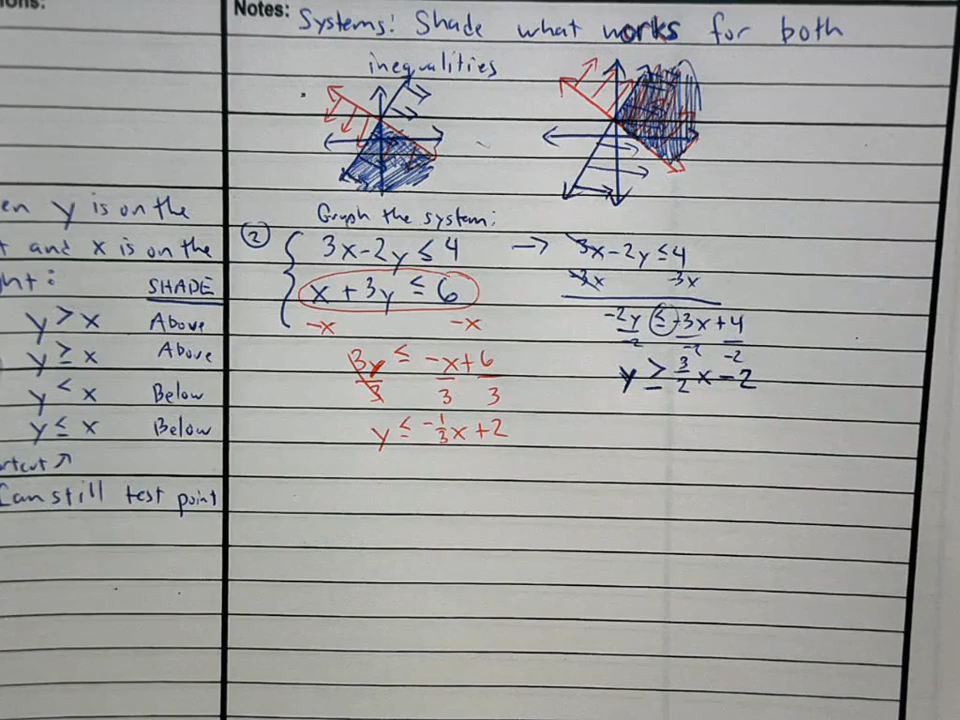 Notes: Systems: Shade what works for both
inequalities
y is on the
and x is on the
SHADE
y > x Above
y ≥ x Above
y < x Below
y ≤ x Below
Can still test point
Graph the system:
② { 3x-2y ≤ 4 → 3x-2y ≤ 4
x + 3y ≤ 6 -3x -3x
-x -x -2y ≤ -3x + 4
-2 -2 -2
3y ≤ -x + 6 y ≥ 3/2x - 2
3 3 3
y ≤ -1/3x + 2